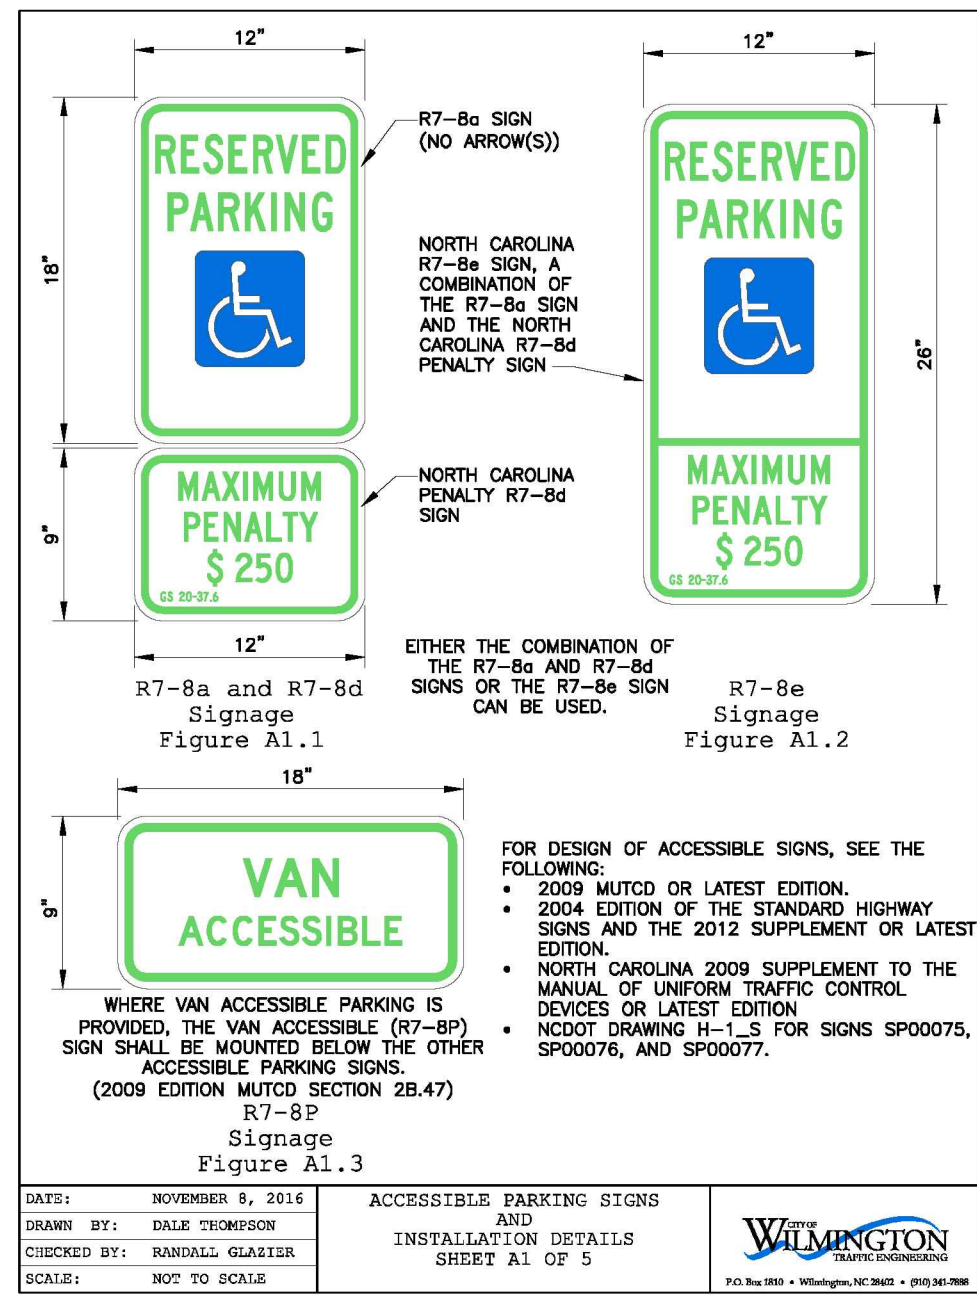 12"
18"
RESERVED
PARKING
R7-8a SIGN
(NO ARROW(S))
9"
MAXIMUM
PENALTY
$ 250
GS 20-37.6
NORTH CAROLINA
PENALTY R7-8d
SIGN
12"
R7-8a and R7-8d
Signage
Figure A1.1
NORTH CAROLINA
R7-8e SIGN, A
COMBINATION OF
THE R7-8a SIGN
AND THE NORTH
CAROLINA R7-8d
PENALTY SIGN
12"
26"
RESERVED
PARKING
MAXIMUM
PENALTY
$ 250
GS 20-37.6
EITHER THE COMBINATION OF
THE R7-8a AND R7-8d
SIGNS OR THE R7-8e SIGN
CAN BE USED.
R7-8e
Signage
Figure A1.2
18"
9"
VAN
ACCESSIBLE
WHERE VAN ACCESSIBLE PARKING IS
PROVIDED, THE VAN ACCESSIBLE (R7-8P)
SIGN SHALL BE MOUNTED BELOW THE OTHER
ACCESSIBLE PARKING SIGNS.
(2009 EDITION MUTCD SECTION 2B.47)
R7-8P
Signage
Figure A1.3
FOR DESIGN OF ACCESSIBLE SIGNS, SEE THE
FOLLOWING:
• 2009 MUTCD OR LATEST EDITION.
• 2004 EDITION OF THE STANDARD HIGHWAY
SIGNS AND THE 2012 SUPPLEMENT OR LATEST
EDITION.
• NORTH CAROLINA 2009 SUPPLEMENT TO THE
MANUAL OF UNIFORM TRAFFIC CONTROL
DEVICES OR LATEST EDITION
• NCDOT DRAWING H-1_S FOR SIGNS SP00075,
SP00076, AND SP00077.
DATE: NOVEMBER 8, 2016
DRAWN BY: DALE THOMPSON
CHECKED BY: RANDALL GLAZIER
SCALE: NOT TO SCALE
ACCESSIBLE PARKING SIGNS
AND
INSTALLATION DETAILS
SHEET A1 OF 5
CITY OF
WILMINGTON
TRAFFIC ENGINEERING
P.O. Box 1810 • Wilmington, NC 28402 • (910) 341-7888